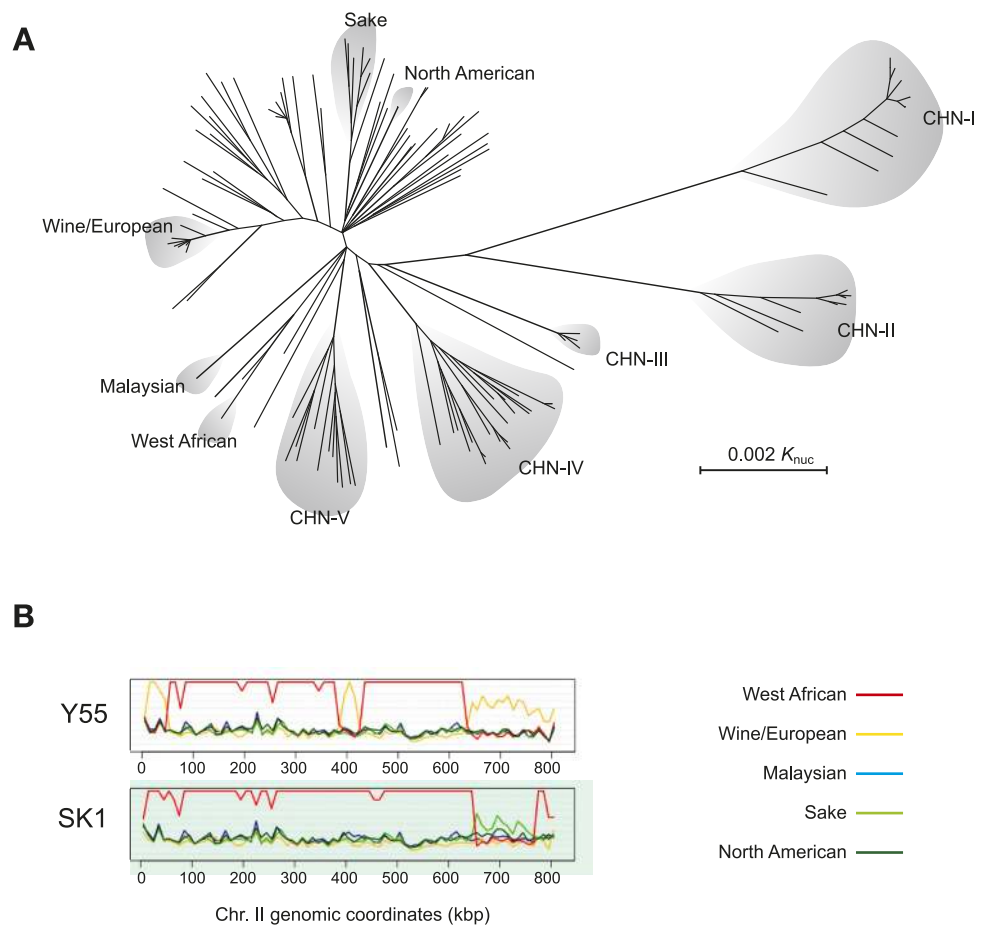 A
Sake
North American
CHN-I
Wine/European
CHN-II
CHN-III
Malaysian
West African
CHN-IV
CHN-V
0.002 Knuc
B
Y55
0 100 200 300 400 500 600 700 800
SK1
0 100 200 300 400 500 600 700 800
Chr. II genomic coordinates (kbp)
West African
Wine/European
Malaysian
Sake
North American